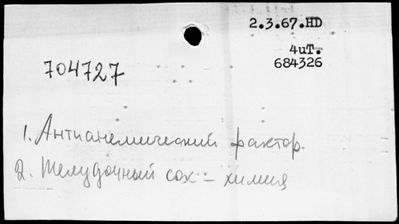 2.3.67.HD
4uT.
684326
704727
1. Антианемический фактор.
2. Желудочный сок – химия